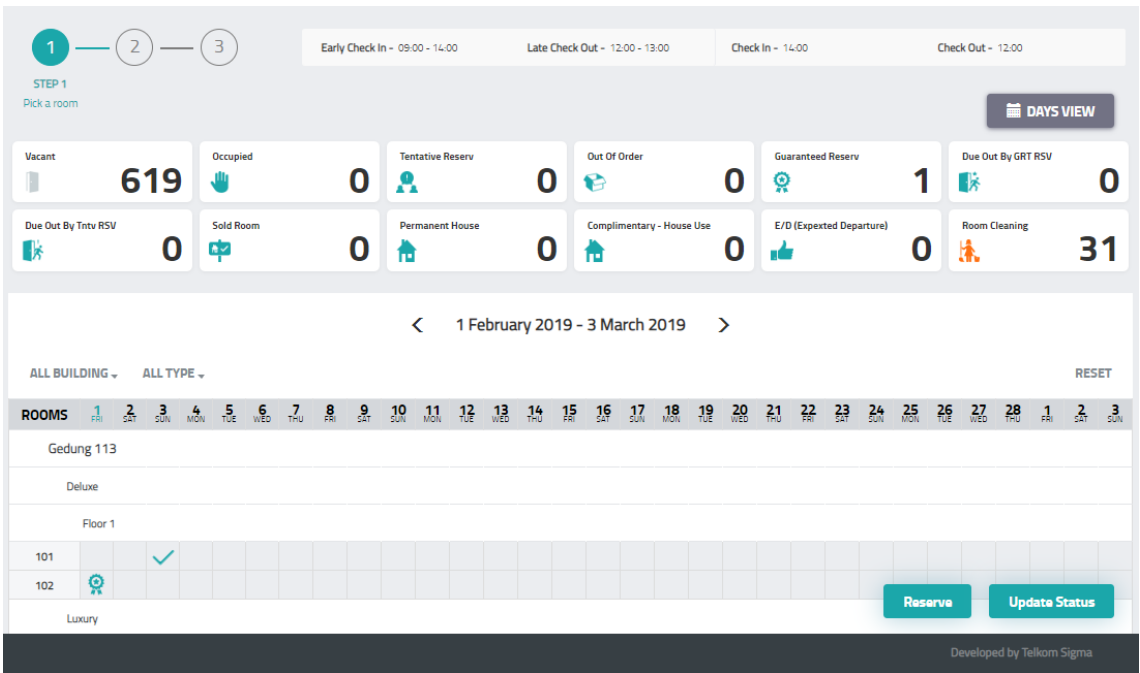 1 2 3
Early Check In - 09:00 - 14:00 Late Check Out - 12:00 - 13:00 Check In - 14:00 Check Out - 12:00
STEP 1
Pick a room
DAYS VIEW
Vacant 619
Occupied 0
Tentative Reserv 0
Out Of Order 0
Guaranteed Reserv 1
Due Out By GRT RSV 0
Due Out By Tntv RSV 0
Sold Room 0
Permanent House 0
Complimentary - House Use 0
E/D (Expexted Departure) 0
Room Cleaning 31
1 February 2019 - 3 March 2019
ALL BUILDING ALL TYPE RESET
ROOMS 1 2 3 4 5 6 7 8 9 10 11 12 13 14 15 16 17 18 19 20 21 22 23 24 25 26 27 28 1 2 3
FRI SAT SUN MON TUE WED THU FRI SAT SUN MON TUE WED THU FRI SAT SUN MON TUE WED THU FRI SAT SUN MON TUE WED THU FRI SAT SUN
Gedung 113
Deluxe
Floor 1
101
102
Reserve Update Status
Luxury
Developed by Telkom Sigma